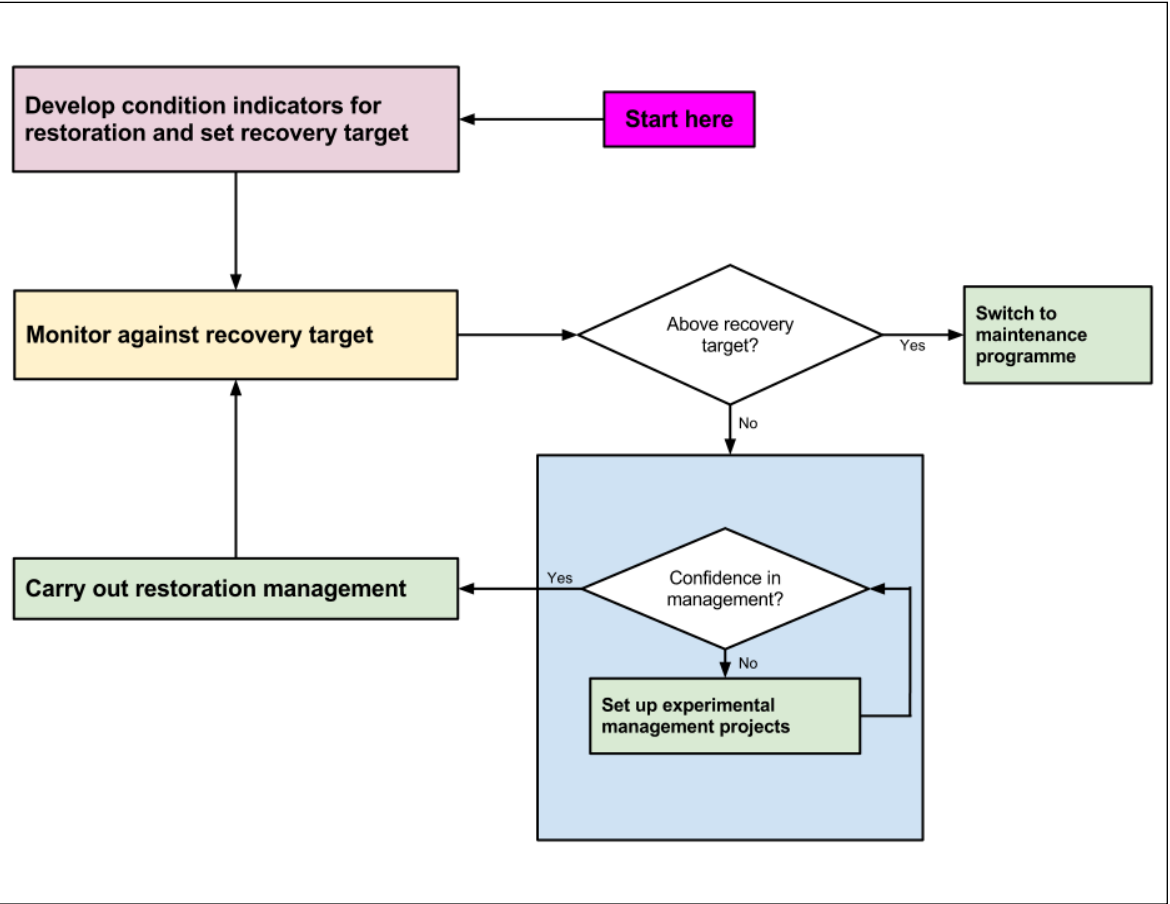 Develop condition indicators for
restoration and set recovery target
Start here
Monitor against recovery target
Above recovery
target?
Yes
Switch to
maintenance
programme
No
Carry out restoration management
Yes
Confidence in
management?
No
Set up experimental
management projects